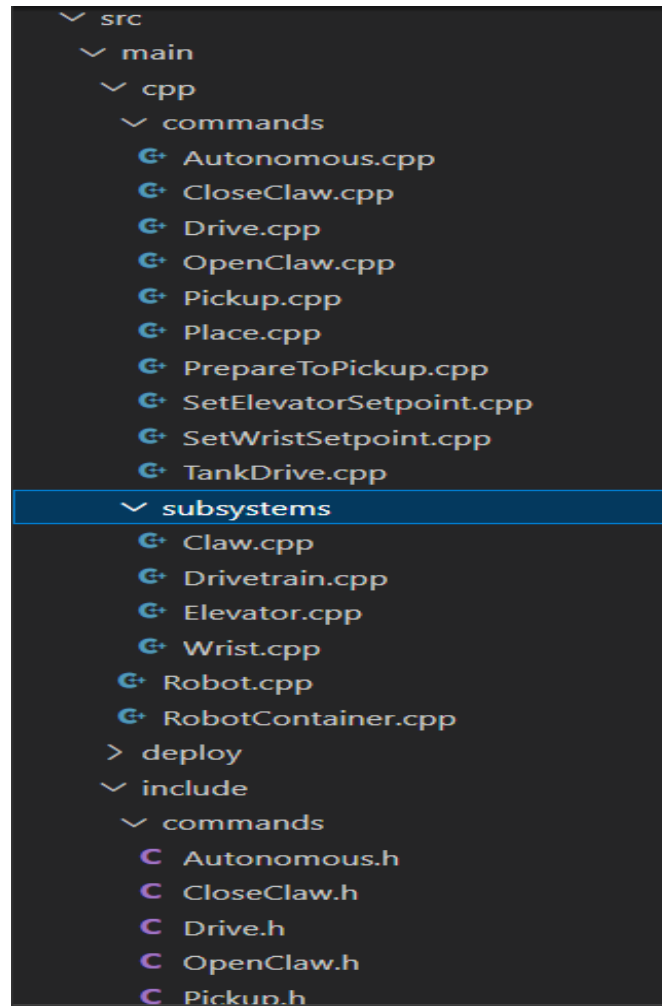 src
main
cpp
commands
Autonomous.cpp
CloseClaw.cpp
Drive.cpp
OpenClaw.cpp
Pickup.cpp
Place.cpp
PrepareToPickup.cpp
SetElevatorSetpoint.cpp
SetWristSetpoint.cpp
TankDrive.cpp
subsystems
Claw.cpp
Drivetrain.cpp
Elevator.cpp
Wrist.cpp
Robot.cpp
RobotContainer.cpp
deploy
include
commands
Autonomous.h
CloseClaw.h
Drive.h
OpenClaw.h
Pickup.h